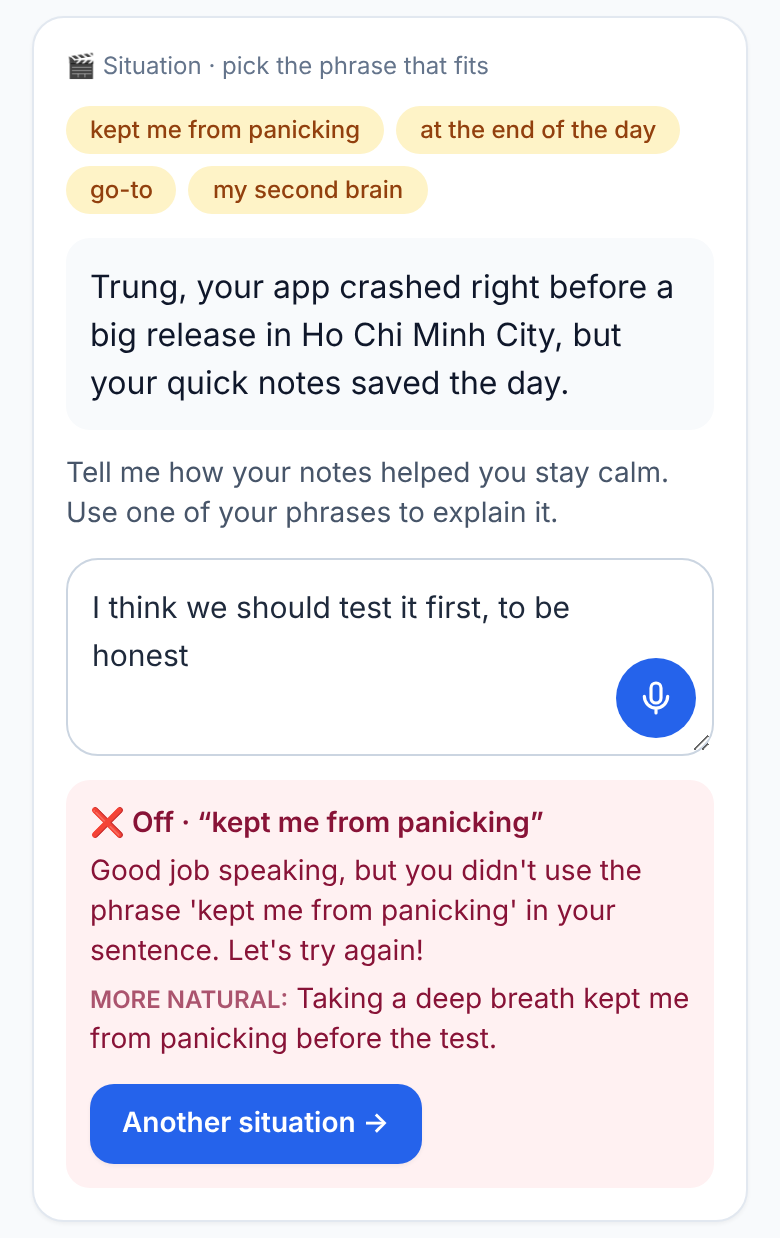 🎬 Situation · pick the phrase that fits
kept me from panicking
at the end of the day
go-to
my second brain
Trung, your app crashed right before a
big release in Ho Chi Minh City, but
your quick notes saved the day.
Tell me how your notes helped you stay calm.
Use one of your phrases to explain it.
I think we should test it first, to be
honest
❌ Off · “kept me from panicking”
Good job speaking, but you didn't use the
phrase 'kept me from panicking' in your
sentence. Let's try again!
MORE NATURAL: Taking a deep breath kept me
from panicking before the test.
Another situation →